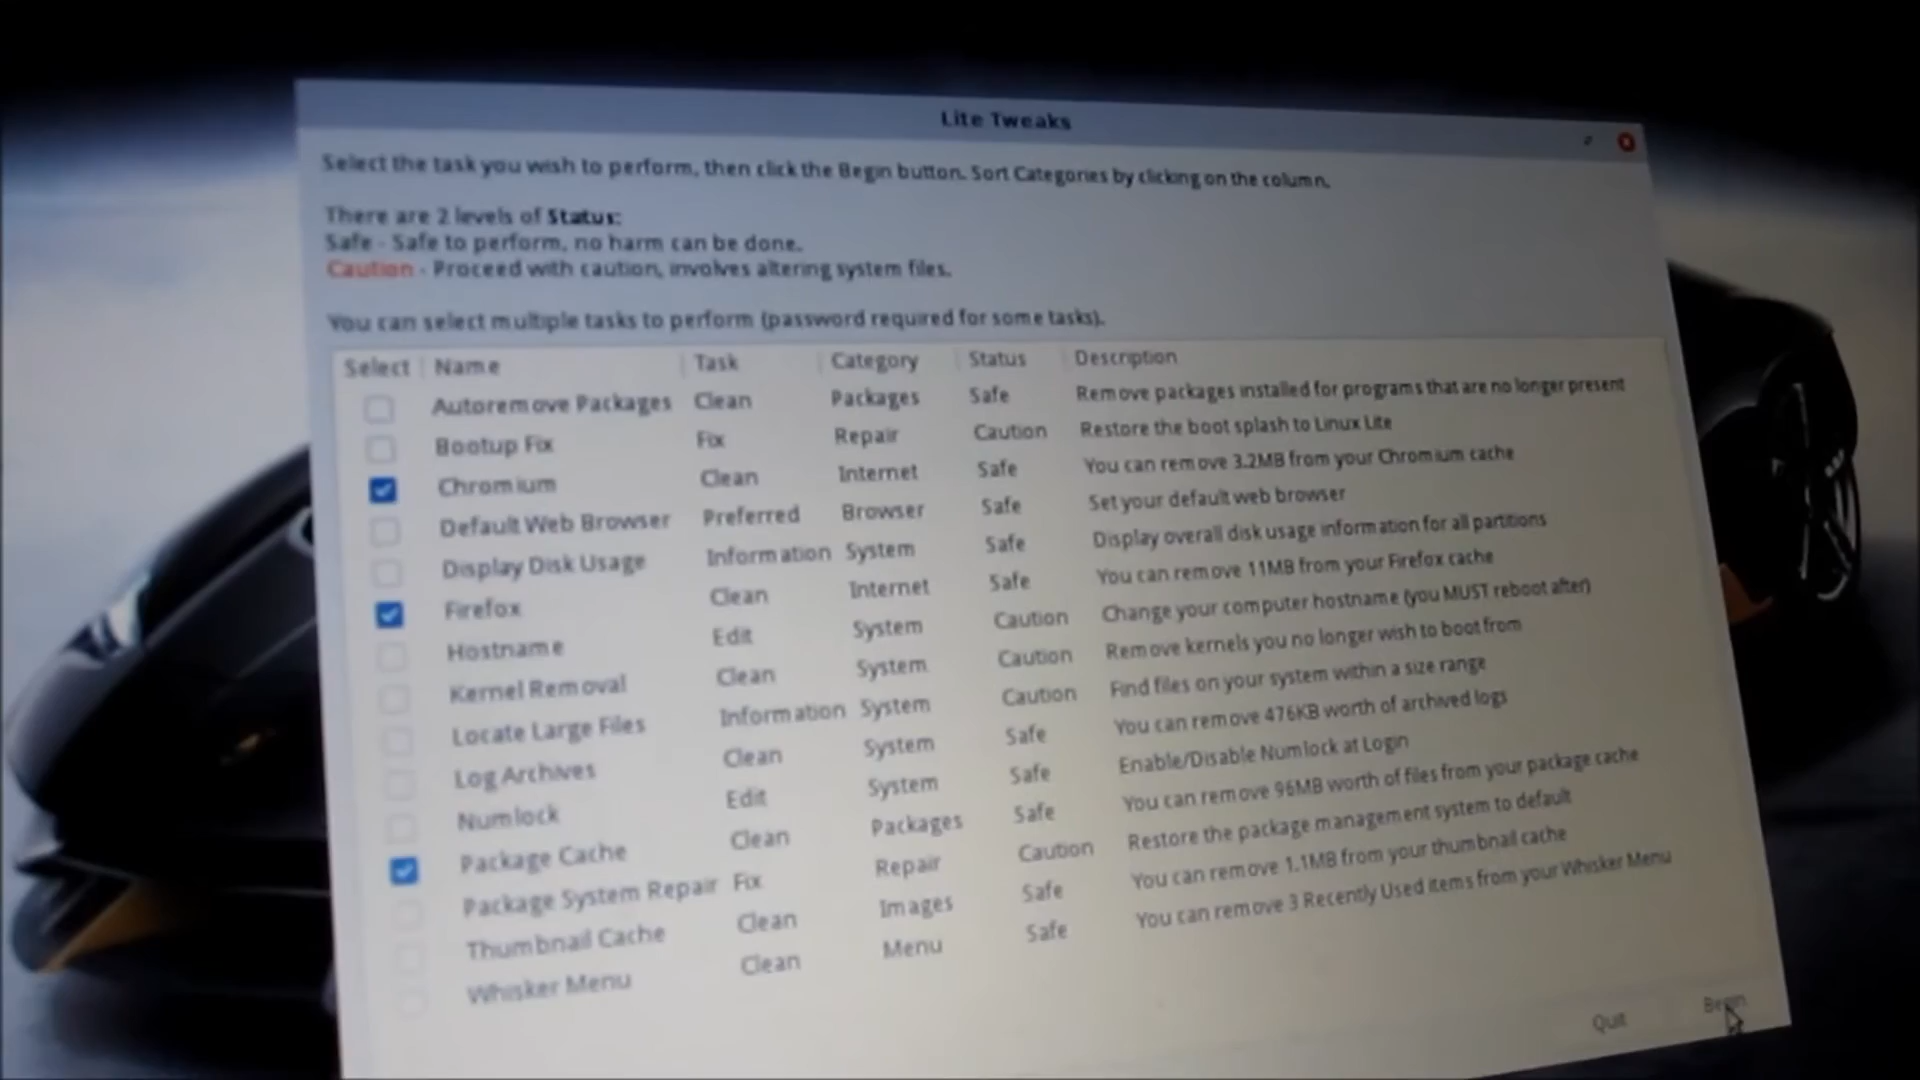 Lite Tweaks
Select the task you wish to perform, then click the Begin button. Sort Categories by clicking on the column.
There are 2 levels of Status:
Safe - Safe to perform, no harm can be done.
Caution - Proceed with caution, involves altering system files.
You can select multiple tasks to perform (password required for some tasks).
Select Name Task Category Status Description
Autoremove Packages Clean Packages Safe Remove packages installed for programs that are no longer present
Bootup Fix Fix Repair Caution Restore the boot splash to Linux Lite
Chromium Clean Internet Safe You can remove 3.2MB from your Chromium cache
Default Web Browser Preferred Browser Safe Set your default web browser
Display Disk Usage Information System Safe Display overall disk usage information for all partitions
Firefox Clean Internet Safe You can remove 11MB from your Firefox cache
Hostname Edit System Caution Change your computer hostname (you MUST reboot after)
Kernel Removal Clean System Caution Remove kernels you no longer wish to boot from
Locate Large Files Information System Caution Find files on your system within a size range
Log Archives Clean System Safe You can remove 476KB worth of archived logs
Numlock Edit System Safe Enable/Disable Numlock at Login
Package Cache Clean Packages Safe You can remove 96MB worth of files from your package cache
Package System Repair Fix Repair Caution Restore the package management system to default
Thumbnail Cache Clean Images Safe You can remove 1.1MB from your thumbnail cache
Whisker Menu Clean Menu Safe You can remove 3 Recently Used items from your Whisker Menu
Quit Begin